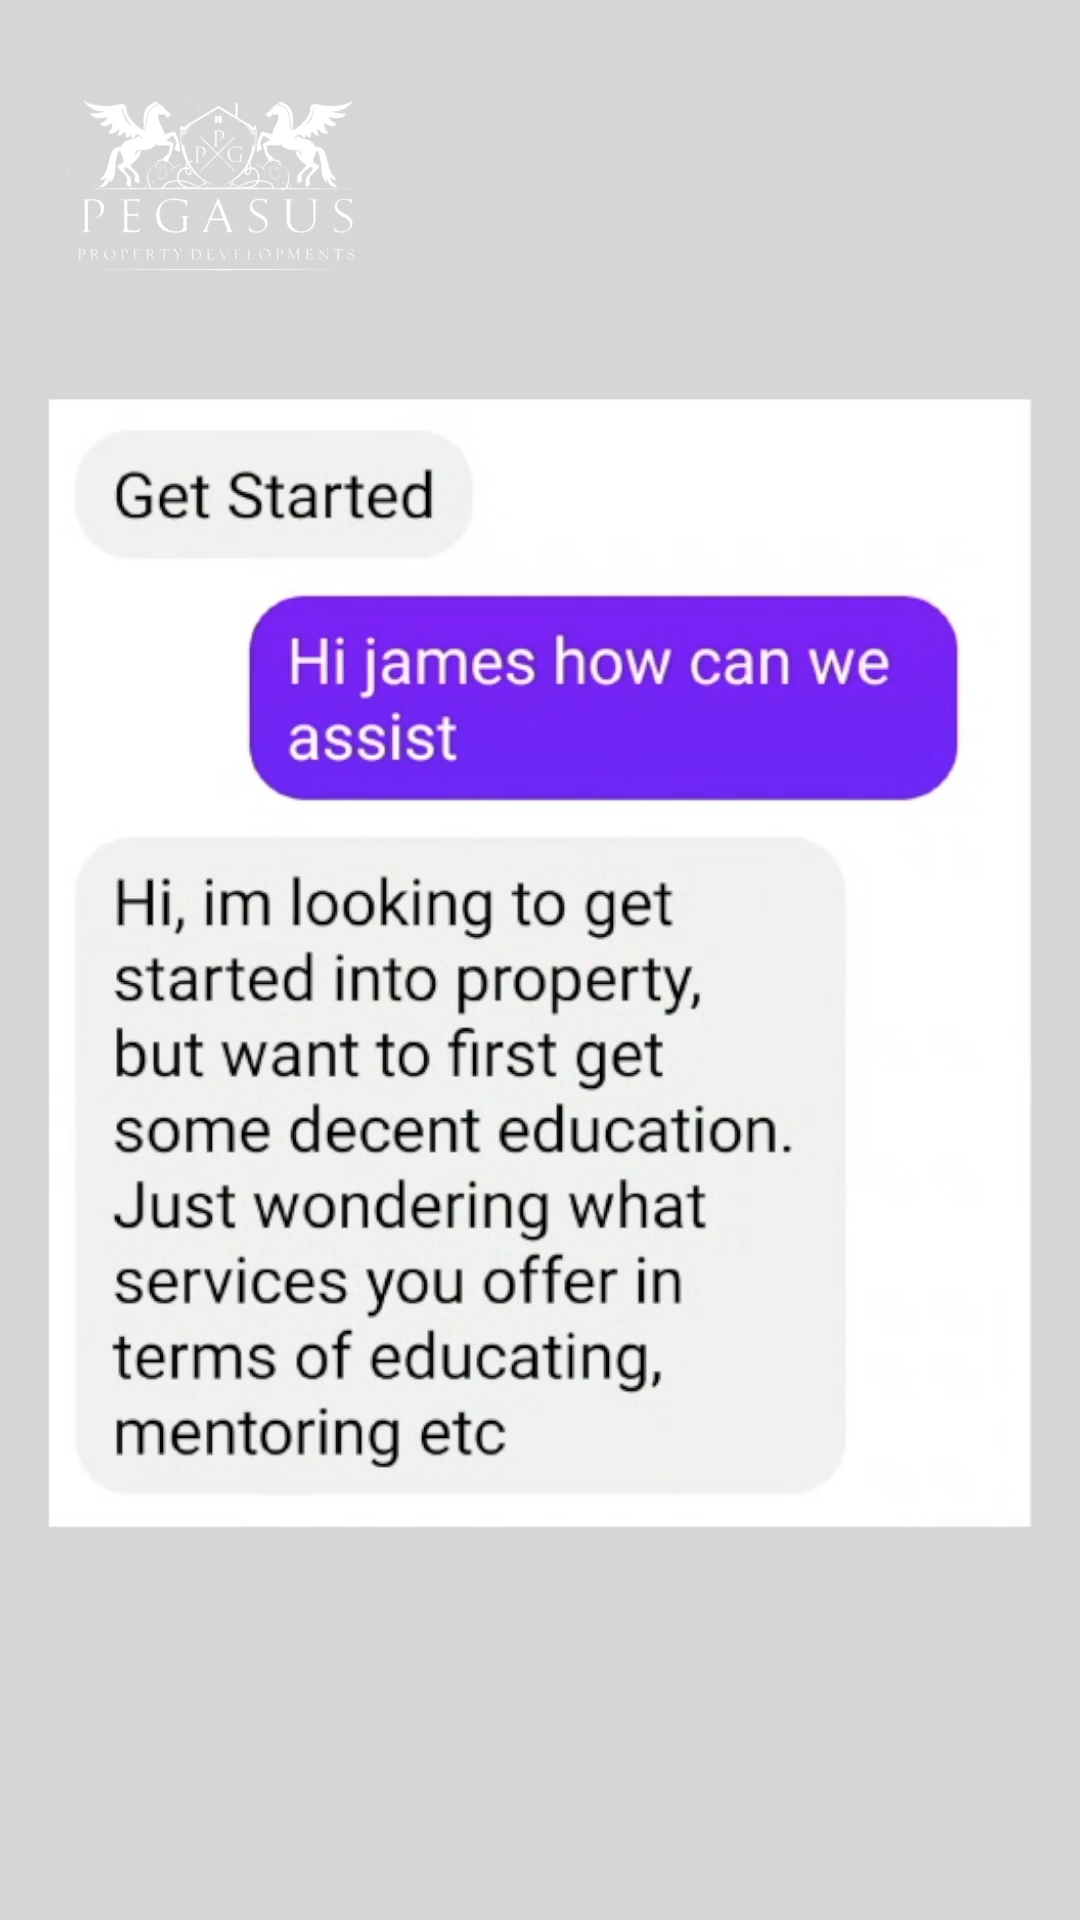 P
P G
PEGASUS
PROPERTY DEVELOPMENTS
Get Started
Hi james how can we
assist
Hi, im looking to get
started into property,
but want to first get
some decent education.
Just wondering what
services you offer in
terms of educating,
mentoring etc